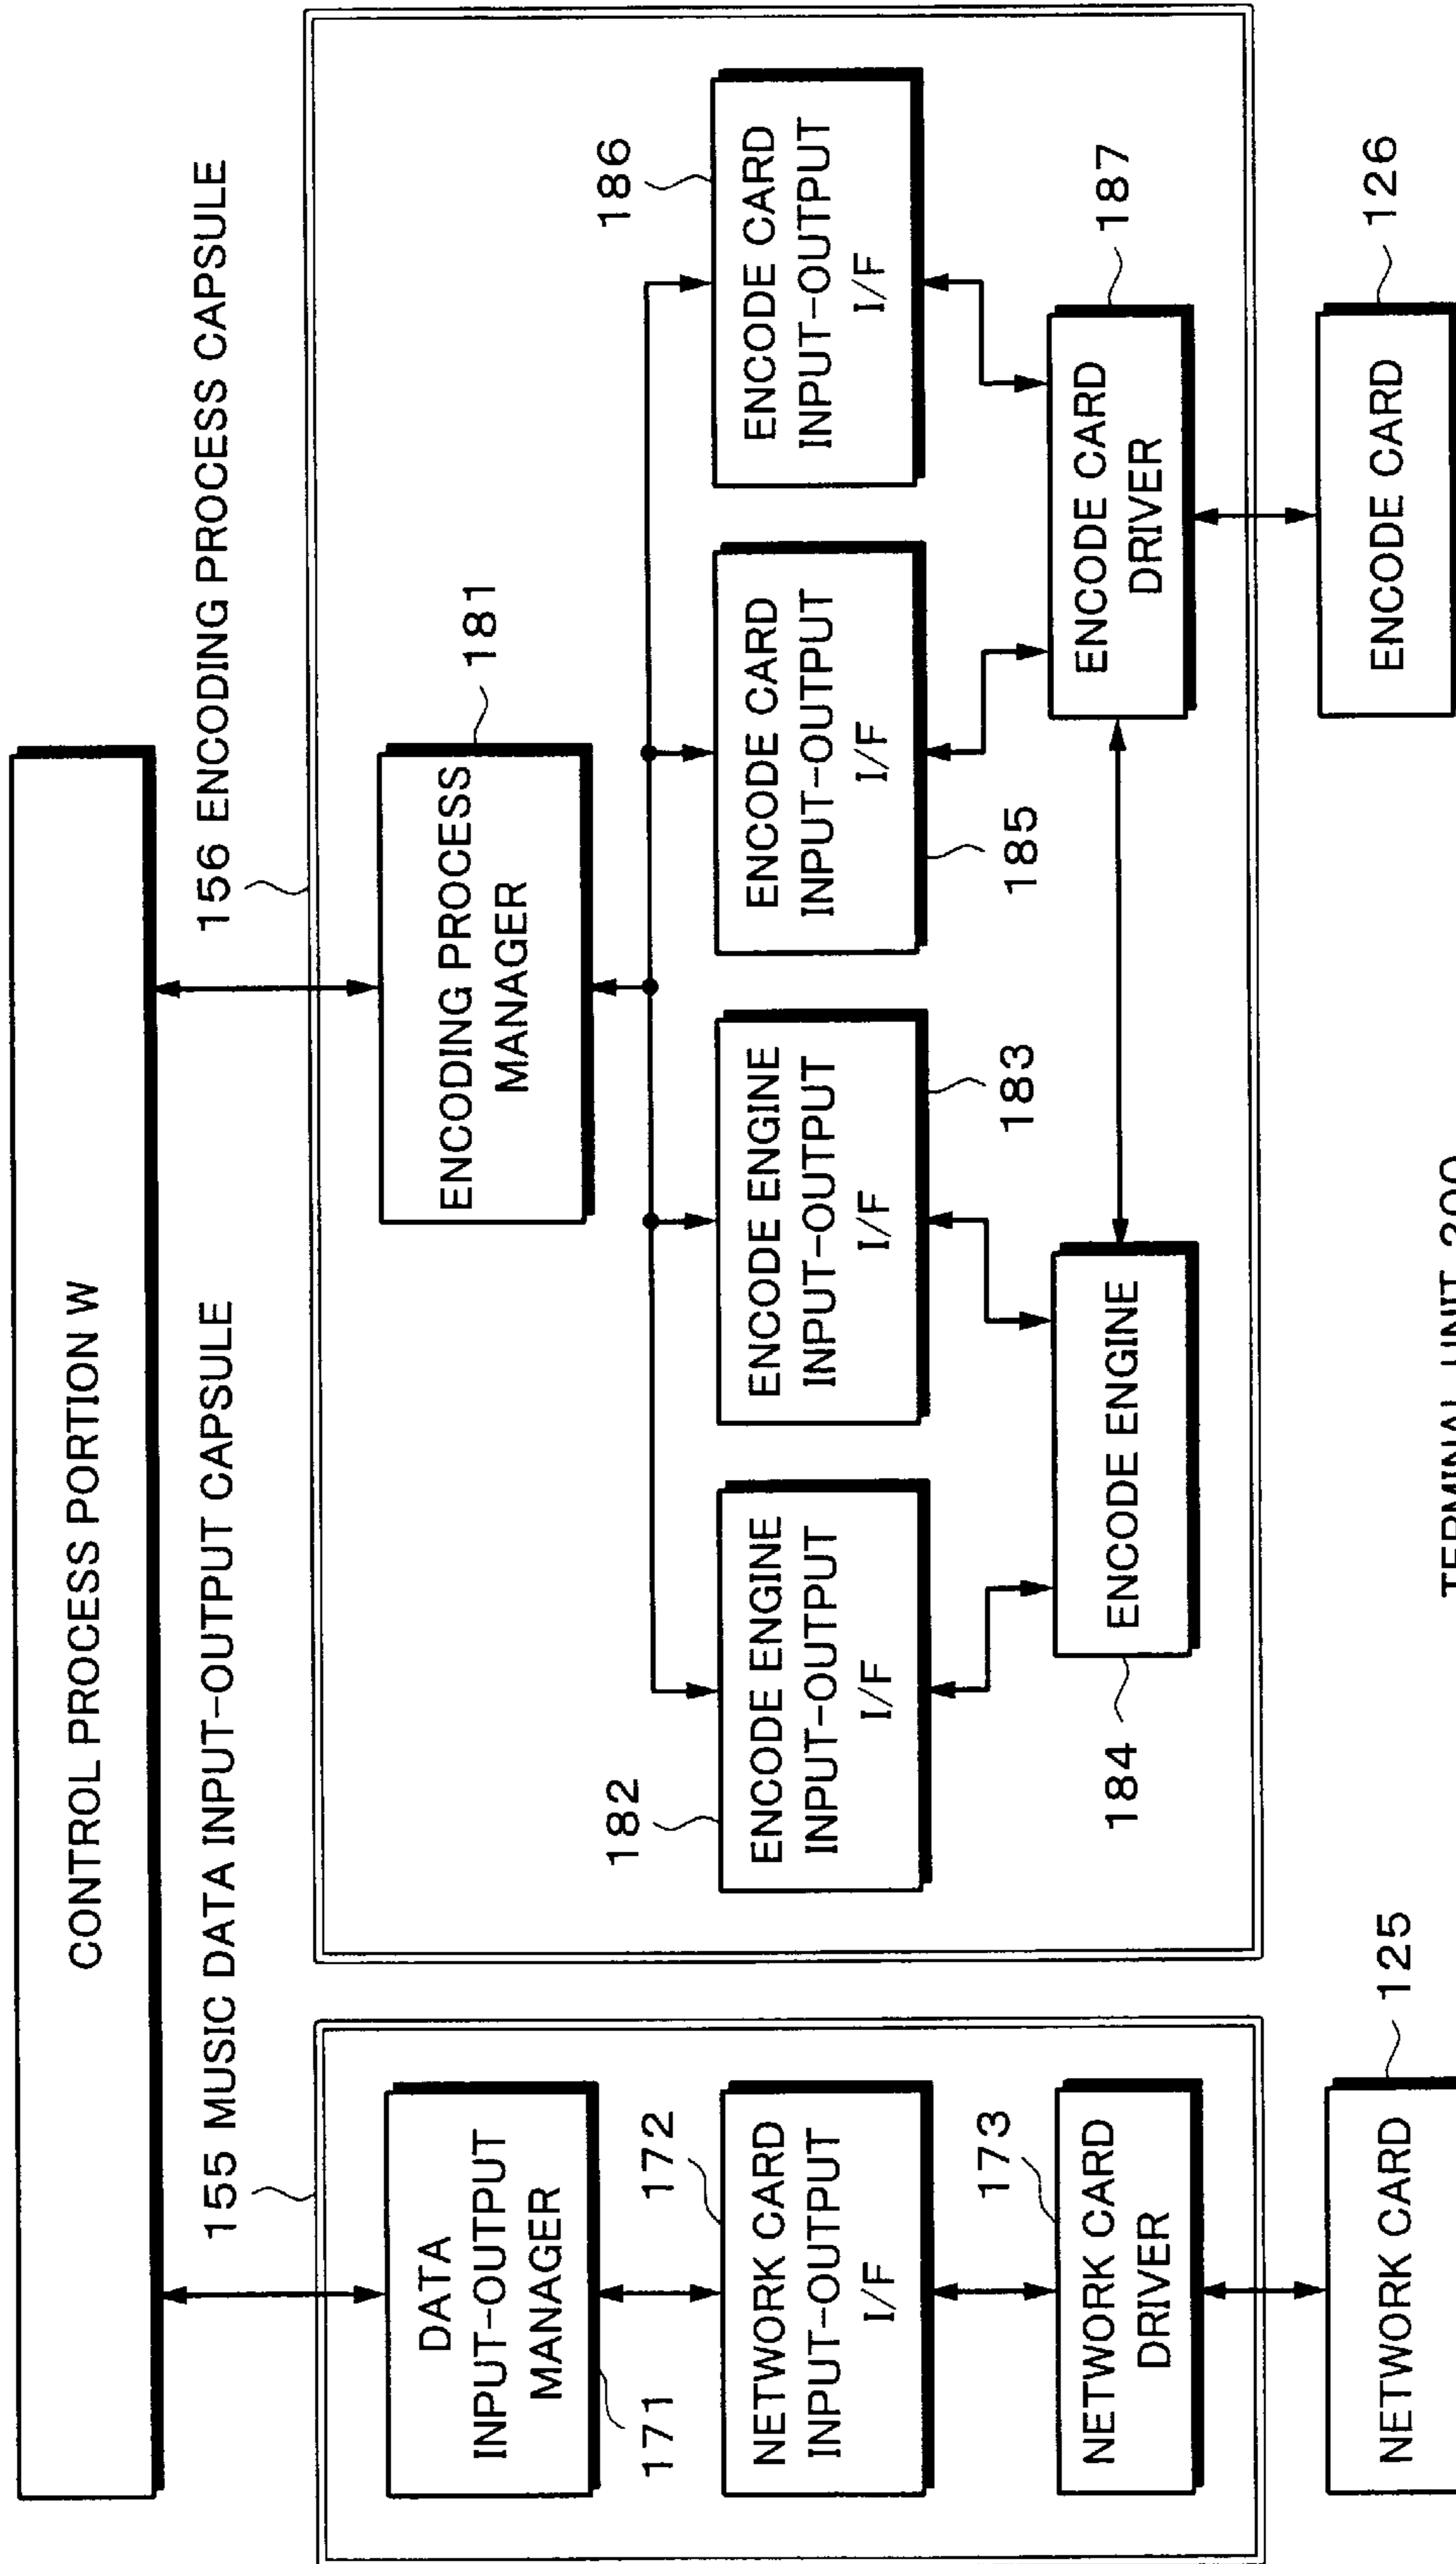 CONTROL PROCESS PORTION W
155 MUSIC DATA INPUT-OUTPUT CAPSULE
156 ENCODING PROCESS CAPSULE
DATA
INPUT-OUTPUT
MANAGER
171
ENCODING PROCESS
MANAGER
181
172
NETWORK CARD
INPUT-OUTPUT
I/F
182
ENCODE ENGINE
INPUT-OUTPUT
I/F
ENCODE ENGINE
INPUT-OUTPUT
I/F
183
ENCODE CARD
INPUT-OUTPUT
I/F
185
186
ENCODE CARD
INPUT-OUTPUT
I/F
173
NETWORK CARD
DRIVER
184
ENCODE ENGINE
ENCODE CARD
DRIVER
187
NETWORK CARD
125
ENCODE CARD
126
TERMINAL UNIT 300